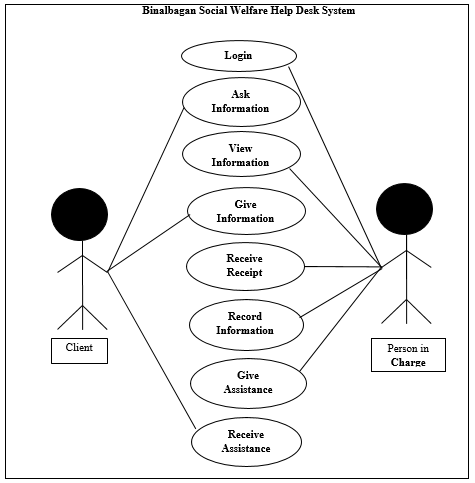 Binalbagan Social Welfare Help Desk System
Login
Ask
Information
View
Information
Give
Information
Receive
Receipt
Record
Information
Give
Assistance
Receive
Assistance
Client
Person in
Charge